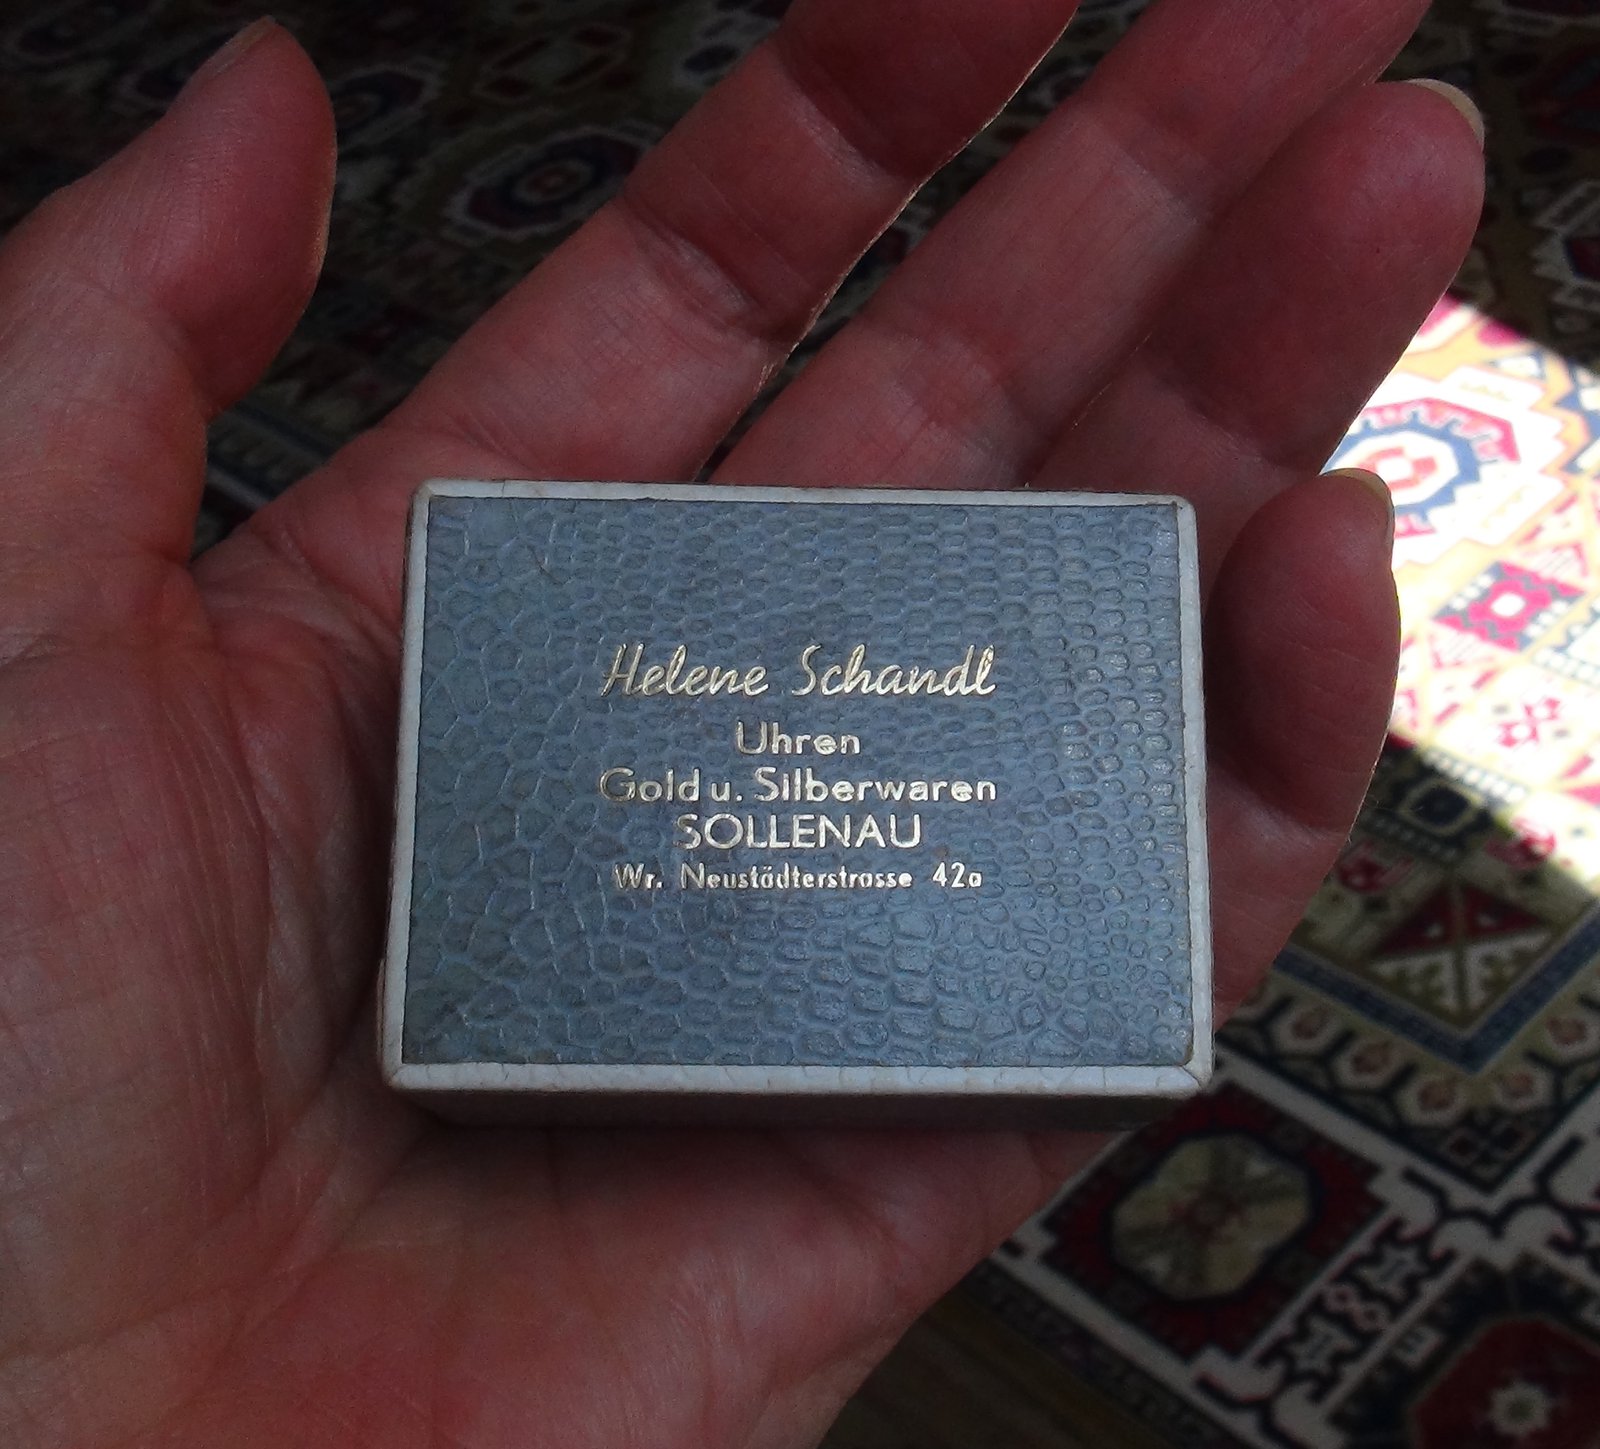 Helene Schandl
Uhren
Gold u. Silberwaren
SOLLENAU
Wr. Neustädterstrasse 42a